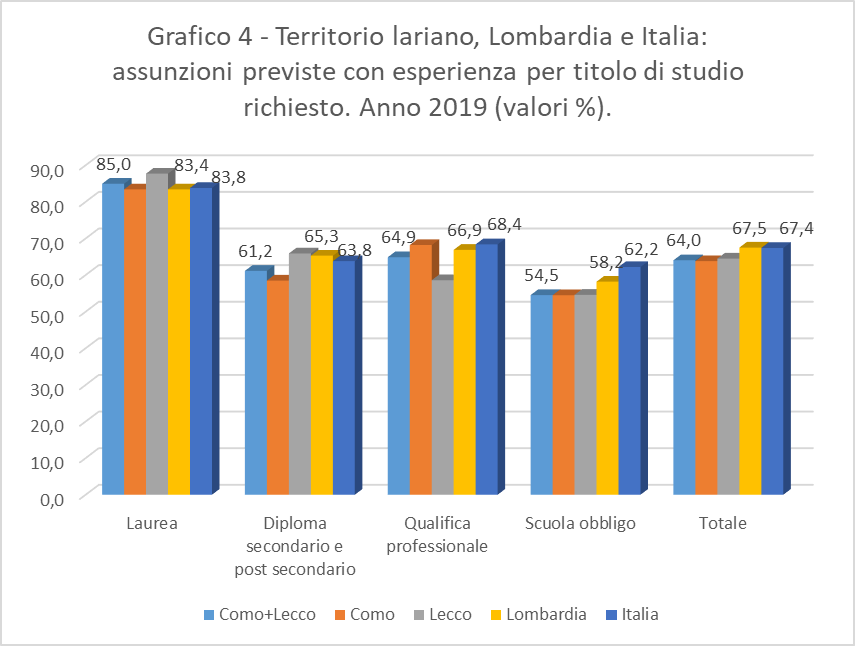 Grafico 4 - Territorio lariano, Lombardia e Italia:
assunzioni previste con esperienza per titolo di studio
richiesto. Anno 2019 (valori %).
85,0 83,4 83,8
61,2 65,3 63,8
64,9 66,9 68,4
54,5 58,2 62,2
64,0 67,5 67,4
90,0
80,0
70,0
60,0
50,0
40,0
30,0
20,0
10,0
0,0
Laurea
Diploma
secondario e
post secondario
Qualifica
professionale
Scuola obbligo
Totale
Como+Lecco Como Lecco Lombardia Italia